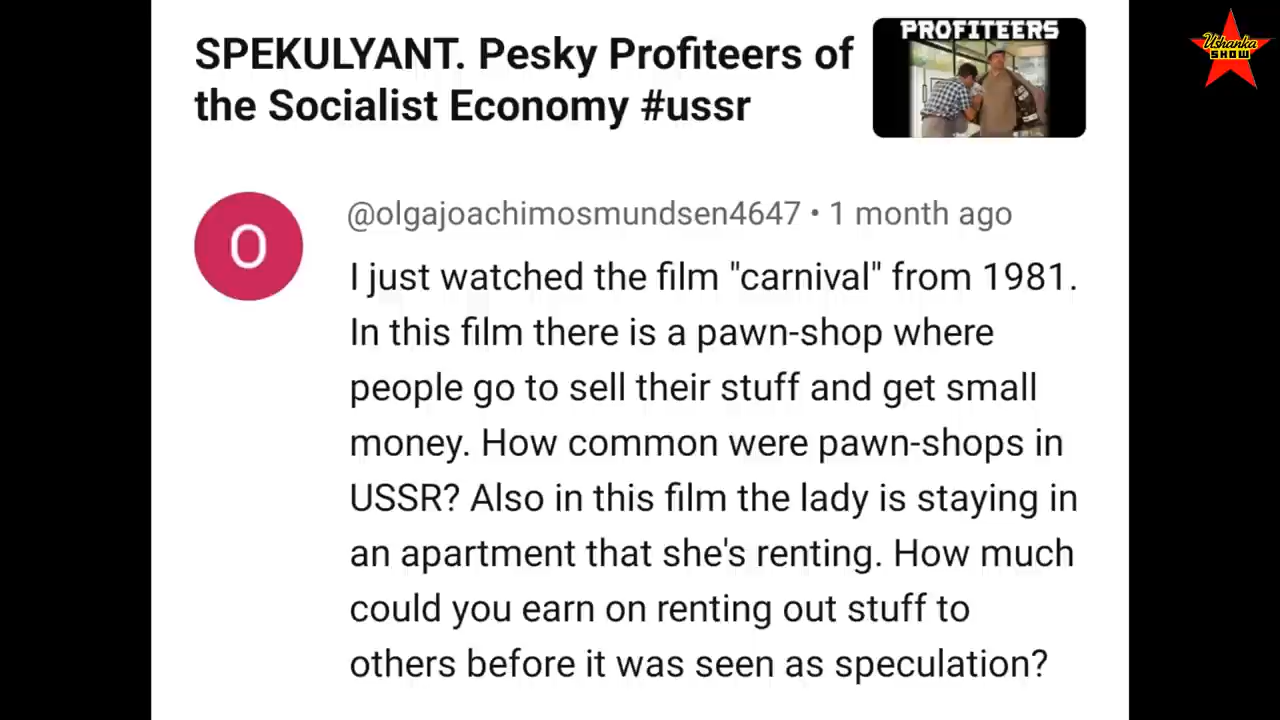 PROFITEERS
Ushanka
SHOW
SPEKULYANT. Pesky Profiteers of
the Socialist Economy #ussr
O
@olgajoachimosmundsen4647 • 1 month ago
I just watched the film "carnival" from 1981.
In this film there is a pawn-shop where
people go to sell their stuff and get small
money. How common were pawn-shops in
USSR? Also in this film the lady is staying in
an apartment that she's renting. How much
could you earn on renting out stuff to
others before it was seen as speculation?